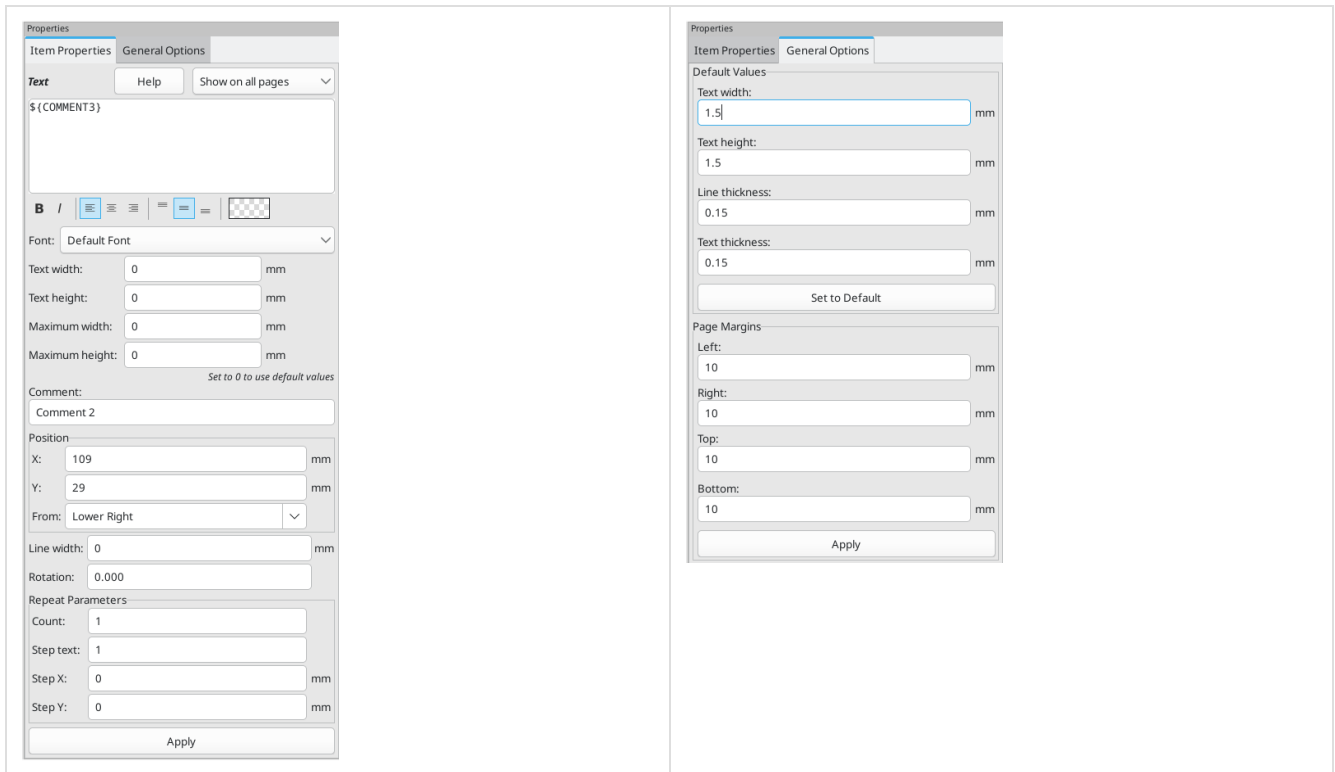 Properties
Item Properties General Options
Text Help Show on all pages
${COMMENT3}
B I
Font: Default Font
Text width: 0 mm
Text height: 0 mm
Maximum width: 0 mm
Maximum height: 0 mm
Set to 0 to use default values
Comment:
Comment 2
Position
X: 109 mm
Y: 29 mm
From: Lower Right
Line width: 0 mm
Rotation: 0.000
Repeat Parameters
Count: 1
Step text: 1
Step X: 0 mm
Step Y: 0 mm
Apply
Properties
Item Properties General Options
Default Values
Text width:
1.5 mm
Text height:
1.5 mm
Line thickness:
0.15 mm
Text thickness:
0.15 mm
Set to Default
Page Margins
Left:
10 mm
Right:
10 mm
Top:
10 mm
Bottom:
10 mm
Apply